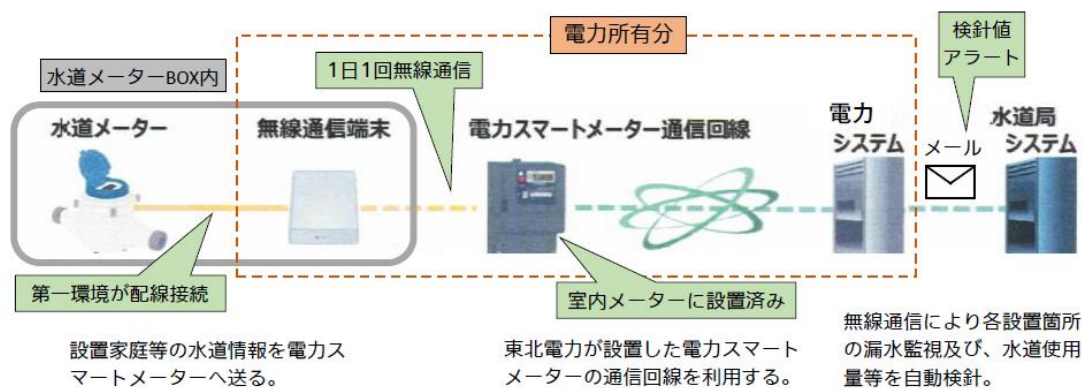 電力所有分
検針値
アラート
水道メーターBOX内
1日1回無線通信
水道メーター
無線通信端末
電力スマートメーター通信回線
電力
システム
メール
水道局
システム
第一環境が配線接続
室内メーターに設置済み
設置家庭等の水道情報を電力ス
マートメーターへ送る。
東北電力が設置した電力スマート
メーターの通信回線を利用する。
無線通信により各設置箇所
の漏水監視及び、水道使用
量等を自動検針。